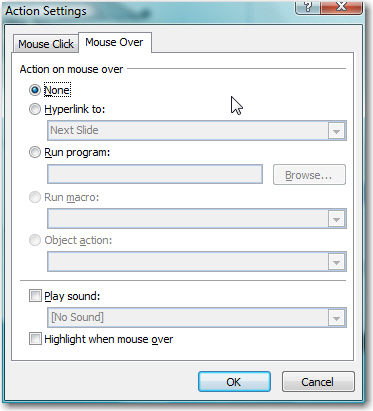 Action Settings
Mouse Click
Mouse Over
Action on mouse over
None
Hyperlink to:
Next Slide
Run program:
Browse...
Run macro:
Object action:
Play sound:
[No Sound]
Highlight when mouse over
OK
Cancel